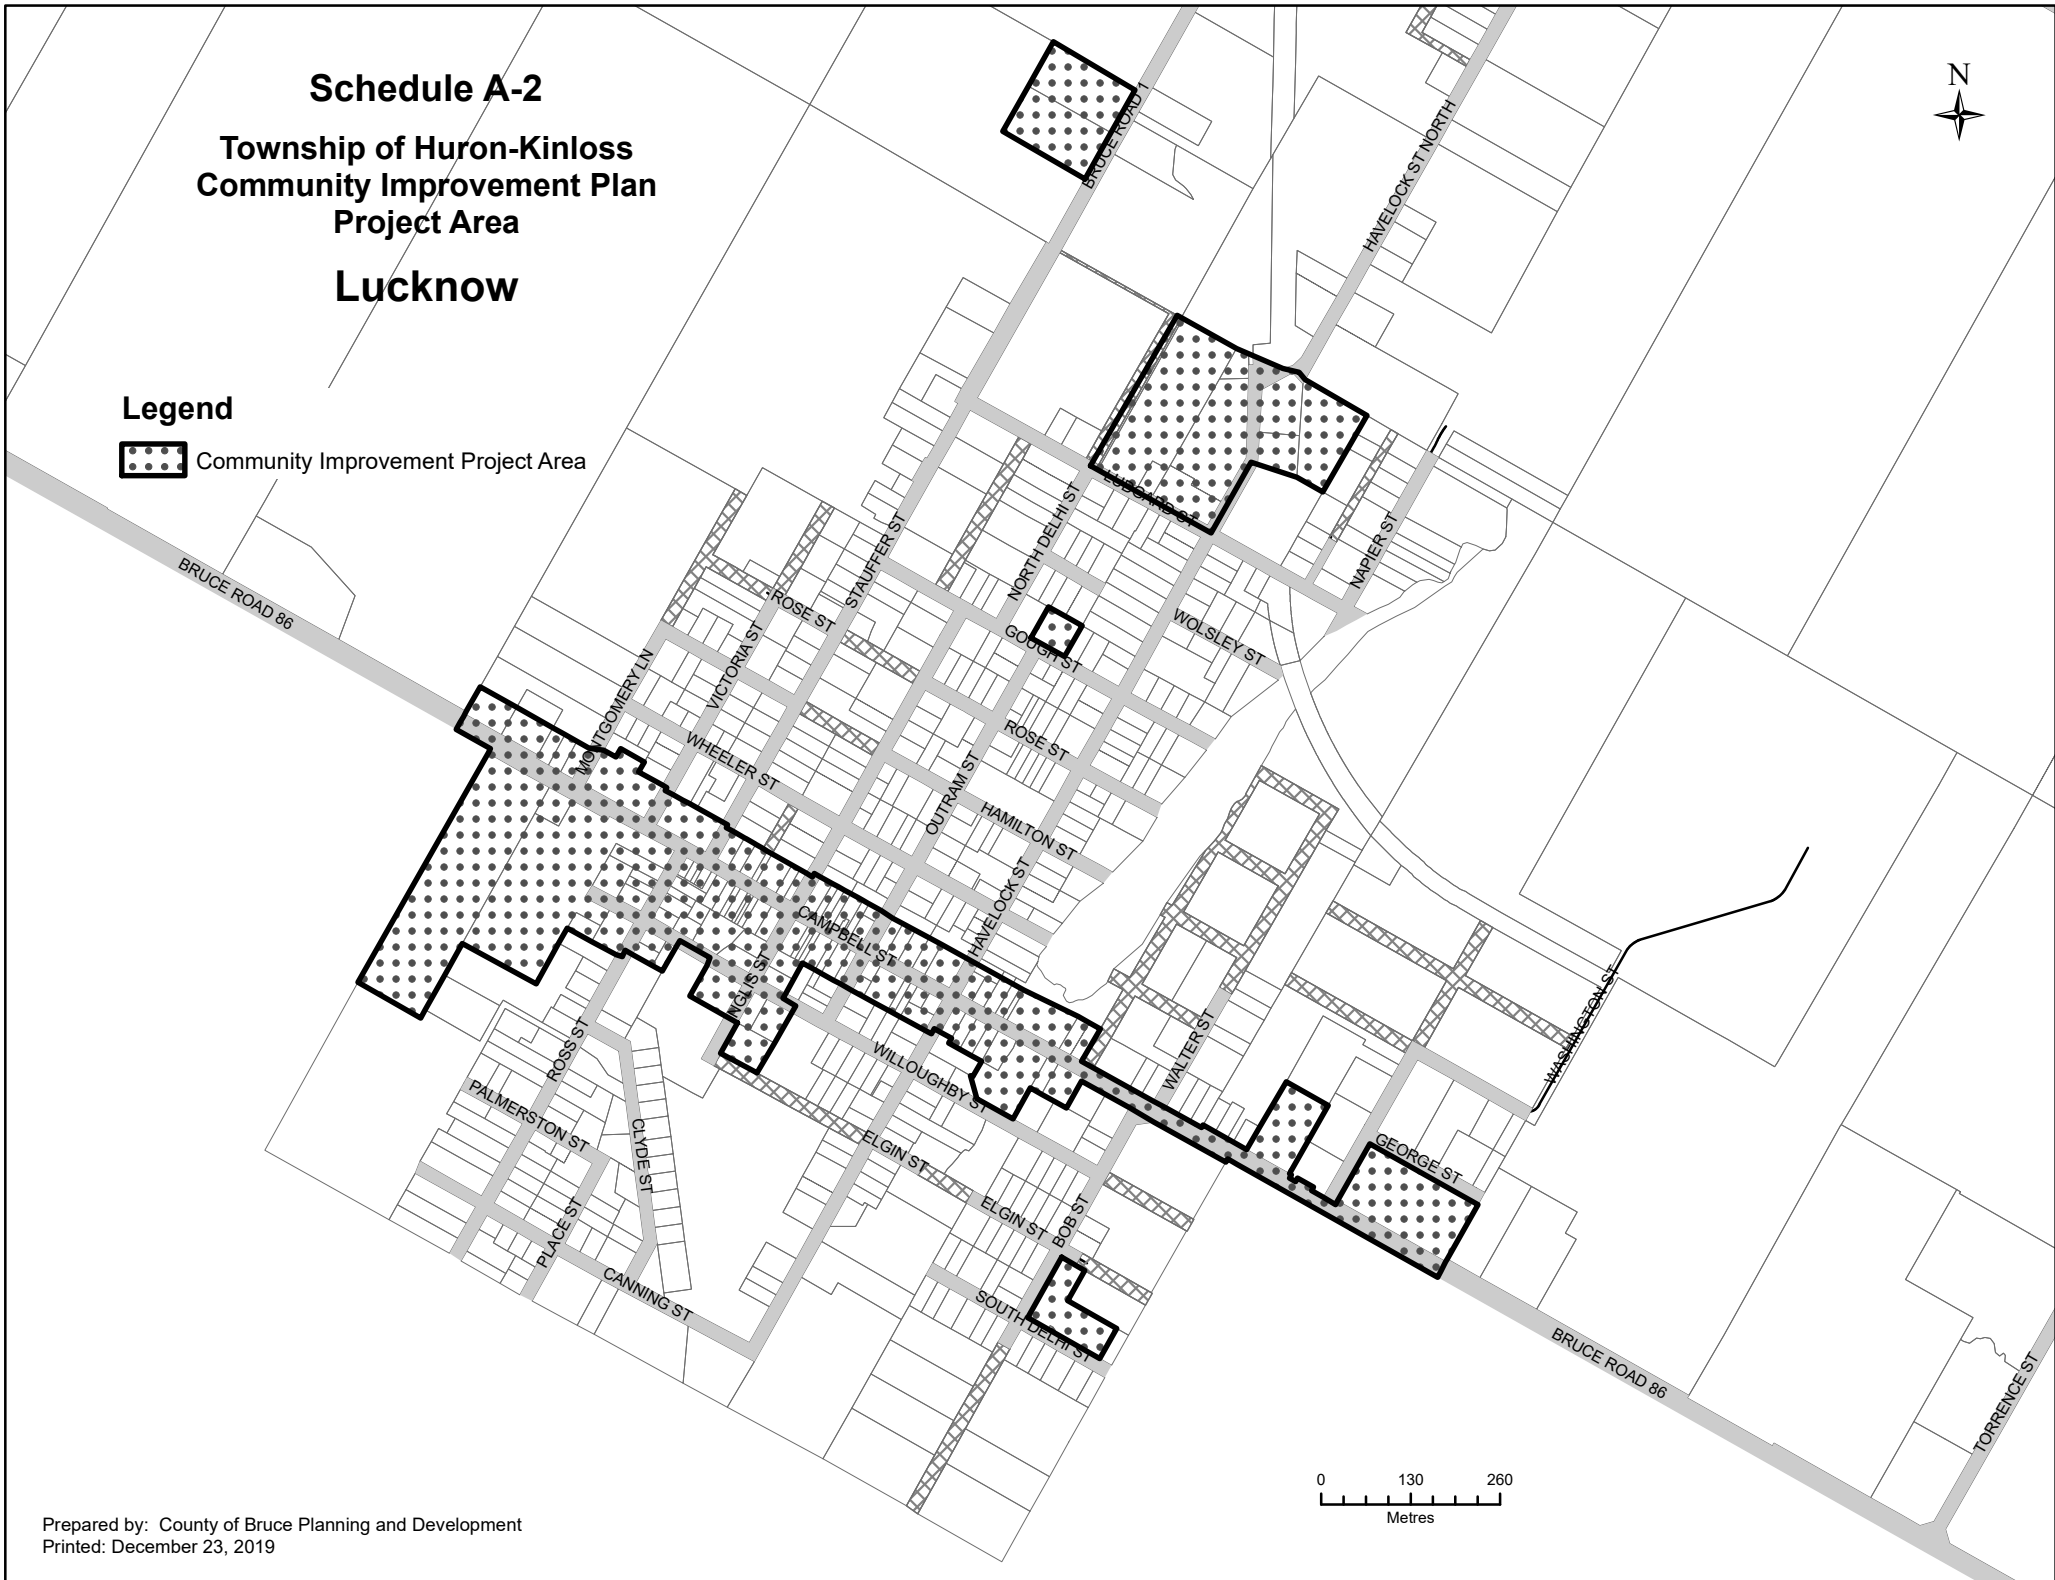 Schedule A-2
Township of Huron-Kinloss
Community Improvement Plan
Project Area
Lucknow
N
Legend
Community Improvement Project Area
BRUCE ROAD 1
HAVELOCK ST NORTH
LUDGARD ST
NORTH DELHI ST
NAPIER ST
STAUFFER ST
BRUCE ROAD 86
ROSE ST
WOLSLEY ST
GOUGH ST
VICTORIA ST
MONTGOMERY LN
WHEELER ST
ROSE ST
OUTRAM ST
HAMILTON ST
HAVELOCK ST
CAMPBELL ST
INGLIS ST
WASHINGTON ST
WALTER ST
ROSS ST
WILLOUGHBY ST
PALMERSTON ST
CLYDE ST
ELGIN ST
GEORGE ST
PLACE ST
ELGIN ST
BOB ST
CANNING ST
SOUTH DELHI ST
BRUCE ROAD 86
TORRENCE ST
0 130 260
Metres
Prepared by: County of Bruce Planning and Development
Printed: December 23, 2019